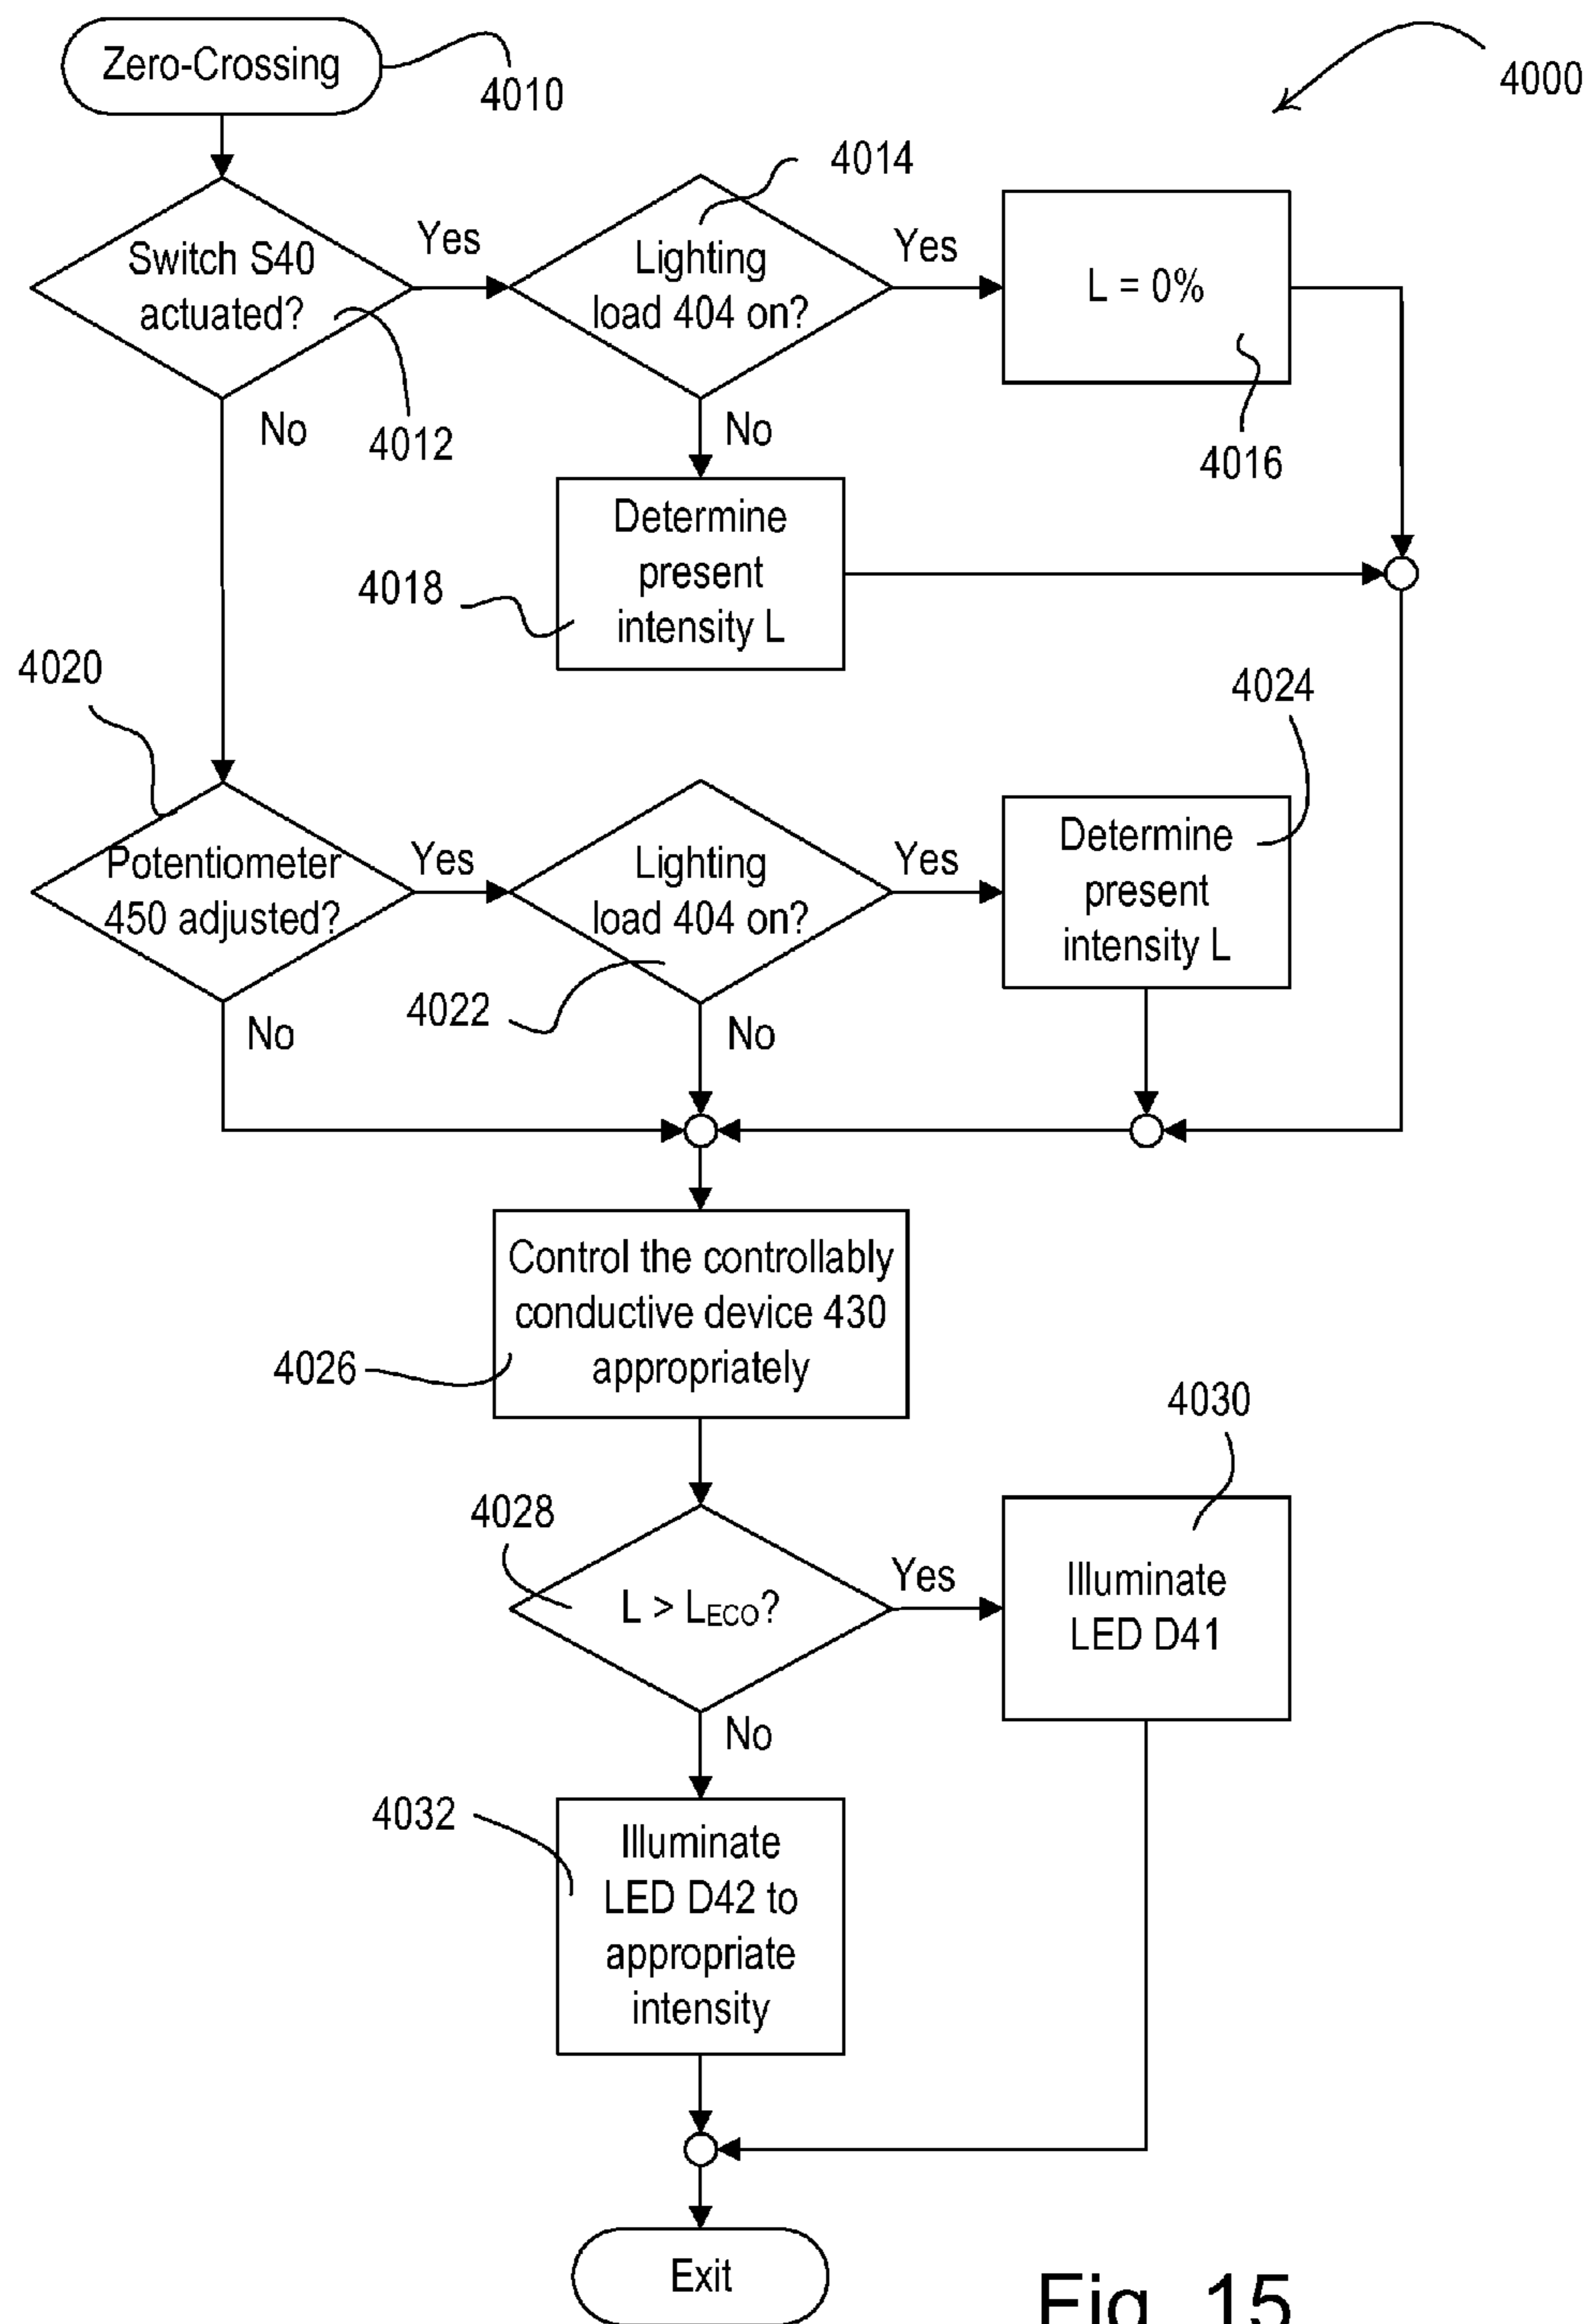 Zero-Crossing
4010
4000
4014
Switch S40
actuated?
Yes
Lighting
load 404 on?
Yes
L = 0%
No
4012
No
4016
Determine
present
intensity L
4018
4020
4024
Potentiometer
450 adjusted?
Yes
Lighting
load 404 on?
Yes
Determine
present
intensity L
No
4022
No
Control the controllably
conductive device 430
appropriately
4026
4030
4028
L > LECO?
Yes
Illuminate
LED D41
No
4032
Illuminate
LED D42 to
appropriate
intensity
Exit
Fig. 15